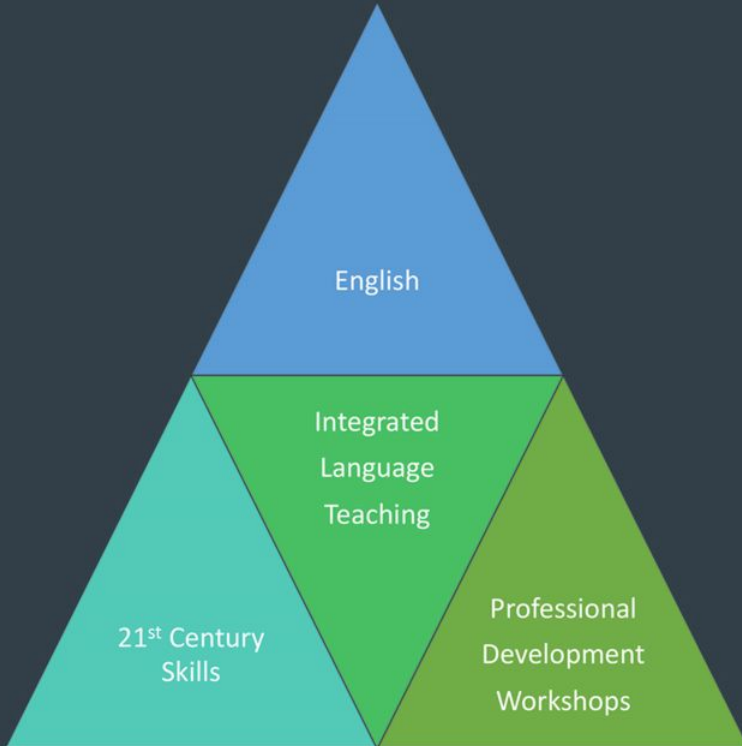 English
Integrated
Language
Teaching
21st Century
Skills
Professional
Development
Workshops